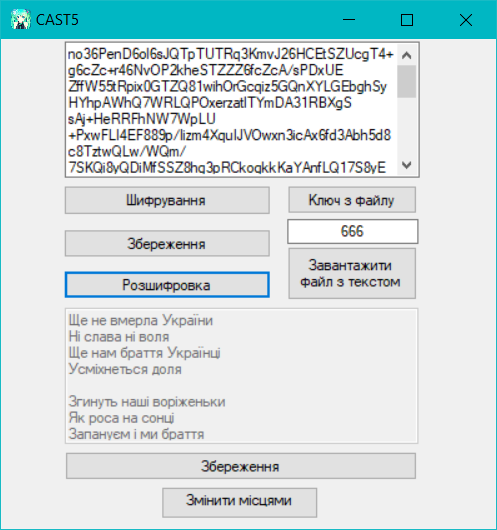 CAST5
no36PenD6ol6sJQTpTUTRq3KmvJ26HCEtSZUcgT4+
g6cZc+r46NvOP2kheSTZZZ6fcZcA/sPDxUE
ZffW55tRpix0GTZQ81wihOrGcqiz5GQnXYLGEbghSy
HYhpAWhQ7WRLQPOxerzatITYmDA31RBXgS
sAj+HeRRFhNW7WpLU
+PxwFLI4EF889p/Iizm4XquIJVOwxn3icAx6fd3Abh5d8
c8TztwQLw/WQm/
7SKQi8yQDiMfSSZ8hq3pRCkoqkkKaYAnfLQ17S8yE
Шифрування
Ключ з файлу
666
Збереження
Завантажити
файл з текстом
Розшифровка
Ще не вмерла України
Ні слава ні воля
Ще нам браття Українці
Усміхнеться доля
Згинуть наші воріженьки
Як роса на сонці
Запануєм і ми браття
Збереження
Змінити місцями